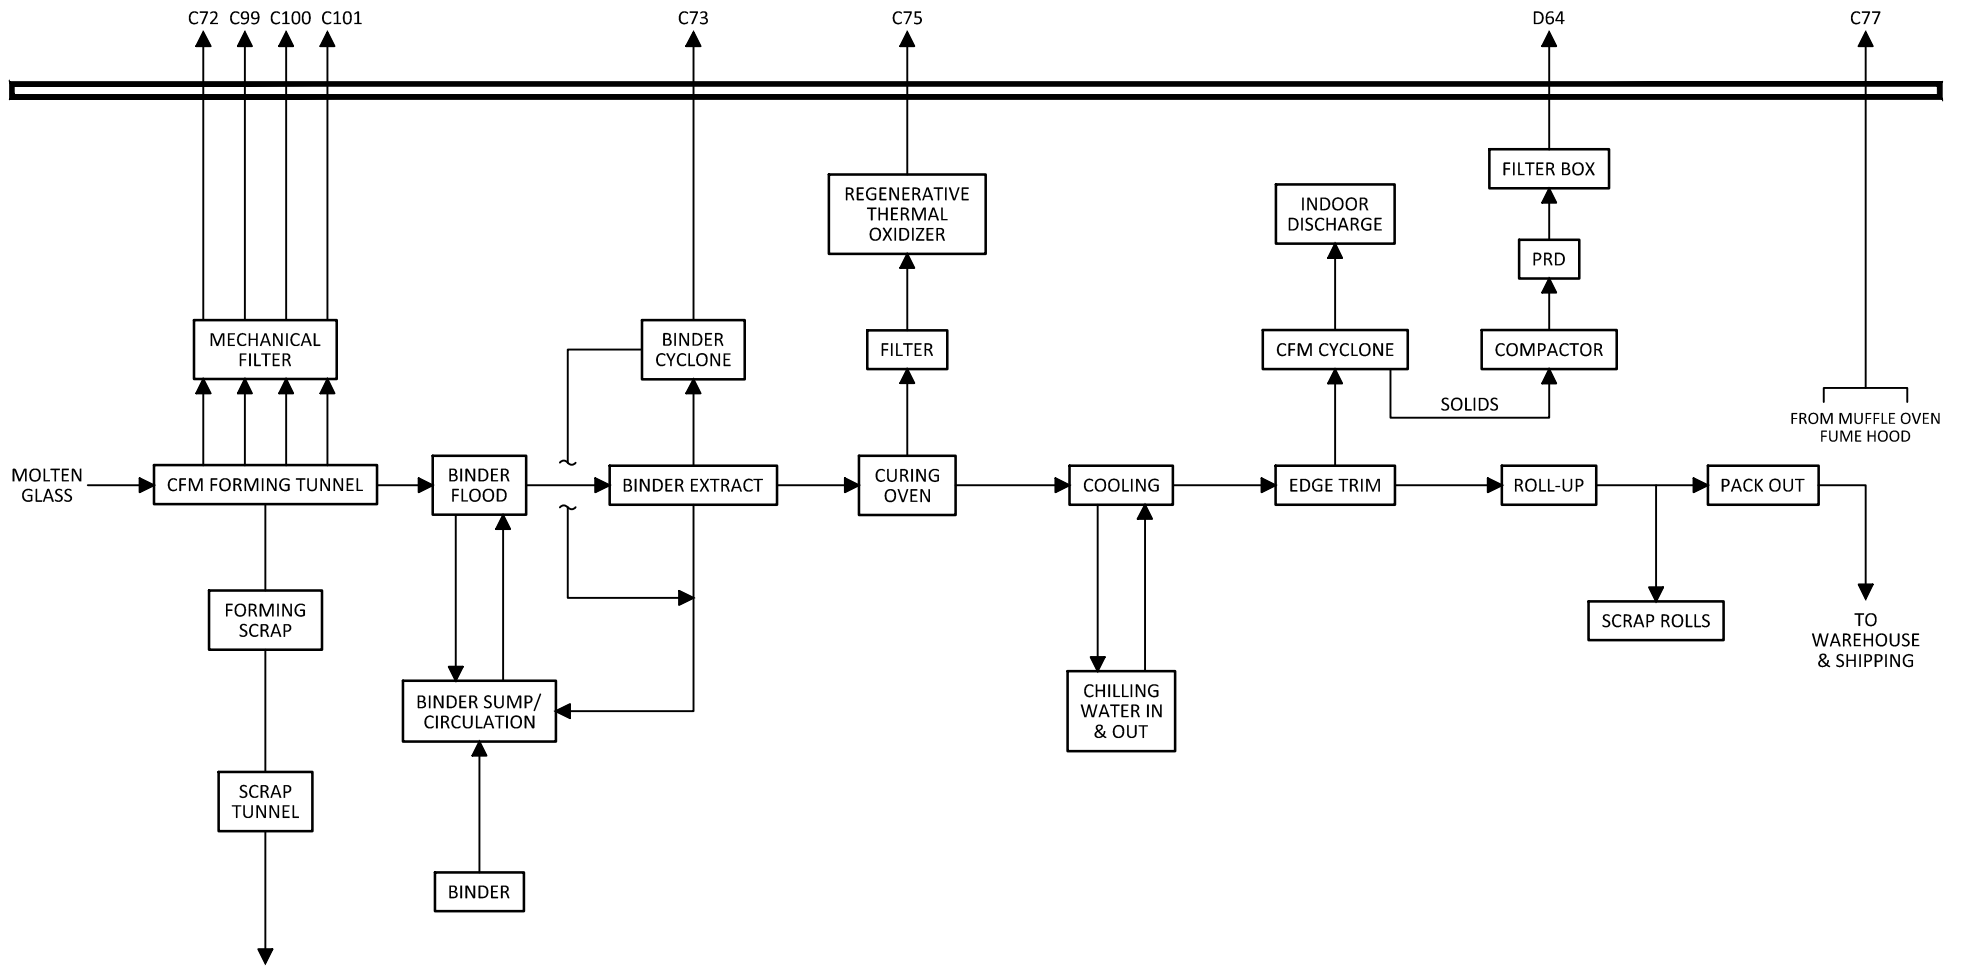 C72 C99 C100 C101 C73 C75 D64 C77
FILTER BOX
REGENERATIVE
THERMAL
OXIDIZER
INDOOR
DISCHARGE
PRD
MECHANICAL
FILTER
BINDER
CYCLONE
FILTER
CFM CYCLONE
COMPACTOR
SOLIDS
FROM MUFFLE OVEN
FUME HOOD
MOLTEN
GLASS
CFM FORMING TUNNEL
BINDER
FLOOD
BINDER EXTRACT
CURING
OVEN
COOLING
EDGE TRIM
ROLL-UP
PACK OUT
FORMING
SCRAP
SCRAP ROLLS
TO
WAREHOUSE
& SHIPPING
BINDER SUMP/
CIRCULATION
CHILLING
WATER IN
& OUT
SCRAP
TUNNEL
BINDER